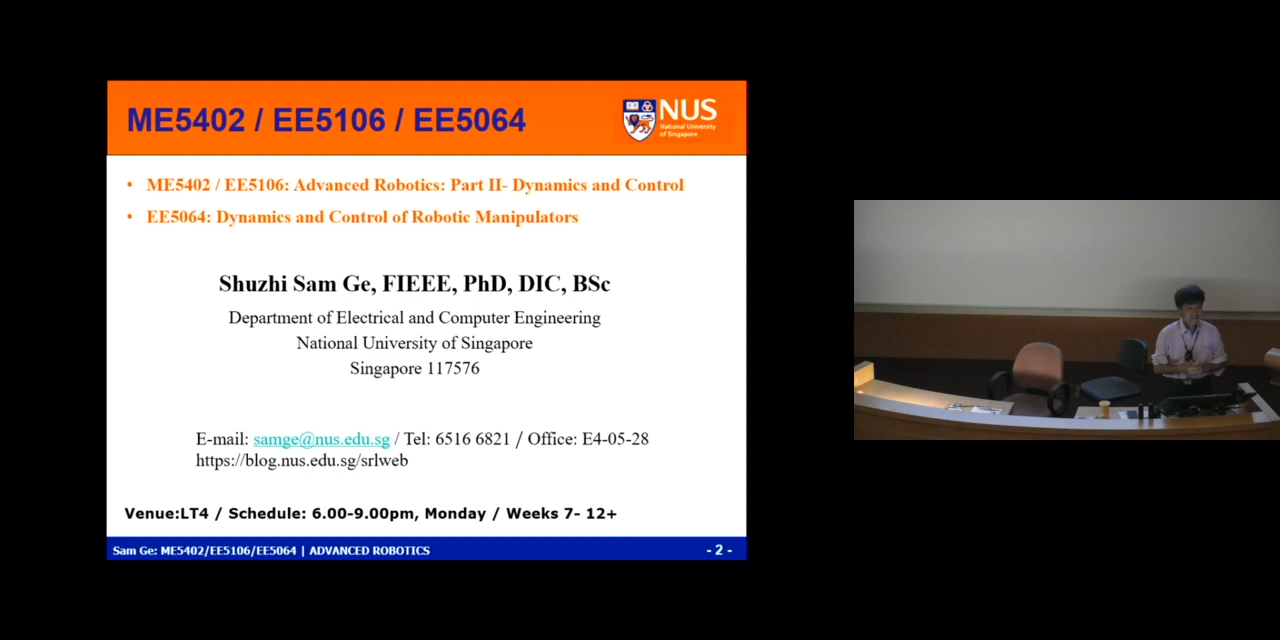 ME5402 / EE5106 / EE5064
NUS
National University
of Singapore
• ME5402 / EE5106: Advanced Robotics: Part II- Dynamics and Control
• EE5064: Dynamics and Control of Robotic Manipulators
Shuzhi Sam Ge, FIEEE, PhD, DIC, BSc
Department of Electrical and Computer Engineering
National University of Singapore
Singapore 117576
E-mail: samge@nus.edu.sg / Tel: 6516 6821 / Office: E4-05-28
https://blog.nus.edu.sg/srlweb
Venue:LT4 / Schedule: 6.00-9.00pm, Monday / Weeks 7- 12+
Sam Ge: ME5402/EE5106/EE5064 | ADVANCED ROBOTICS
- 2 -